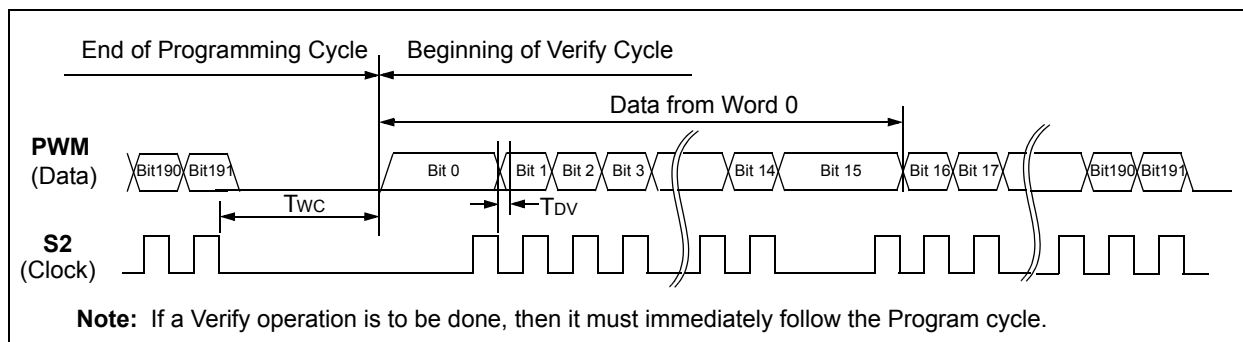 End of Programming Cycle Beginning of Verify Cycle
Data from Word 0
PWM
(Data)
Bit190 Bit191 Bit 0 Bit 1 Bit 2 Bit 3 Bit 14 Bit 15 Bit 16 Bit 17 Bit190 Bit191
TWC TDV
S2
(Clock)
Note: If a Verify operation is to be done, then it must immediately follow the Program cycle.